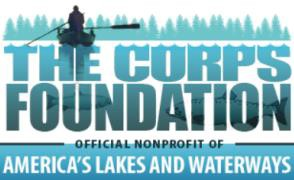 THE CORPS
FOUNDATION
OFFICIAL NONPROFIT OF
AMERICA'S LAKES AND WATERWAYS